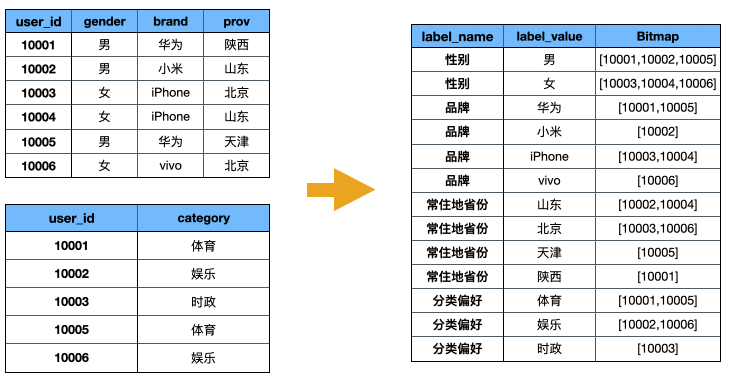 user_id gender brand prov
10001 男 华为 陕西
10002 男 小米 山东
10003 女 iPhone 北京
10004 女 iPhone 山东
10005 男 华为 天津
10006 女 vivo 北京
user_id category
10001 体育
10002 娱乐
10003 时政
10005 体育
10006 娱乐
label_name label_value Bitmap
性别 男 [10001,10002,10005]
性别 女 [10003,10004,10006]
品牌 华为 [10001,10005]
品牌 小米 [10002]
品牌 iPhone [10003,10004]
品牌 vivo [10006]
常住地省份 山东 [10002,10004]
常住地省份 北京 [10003,10006]
常住地省份 天津 [10005]
常住地省份 陕西 [10001]
分类偏好 体育 [10001,10005]
分类偏好 娱乐 [10002,10006]
分类偏好 时政 [10003]